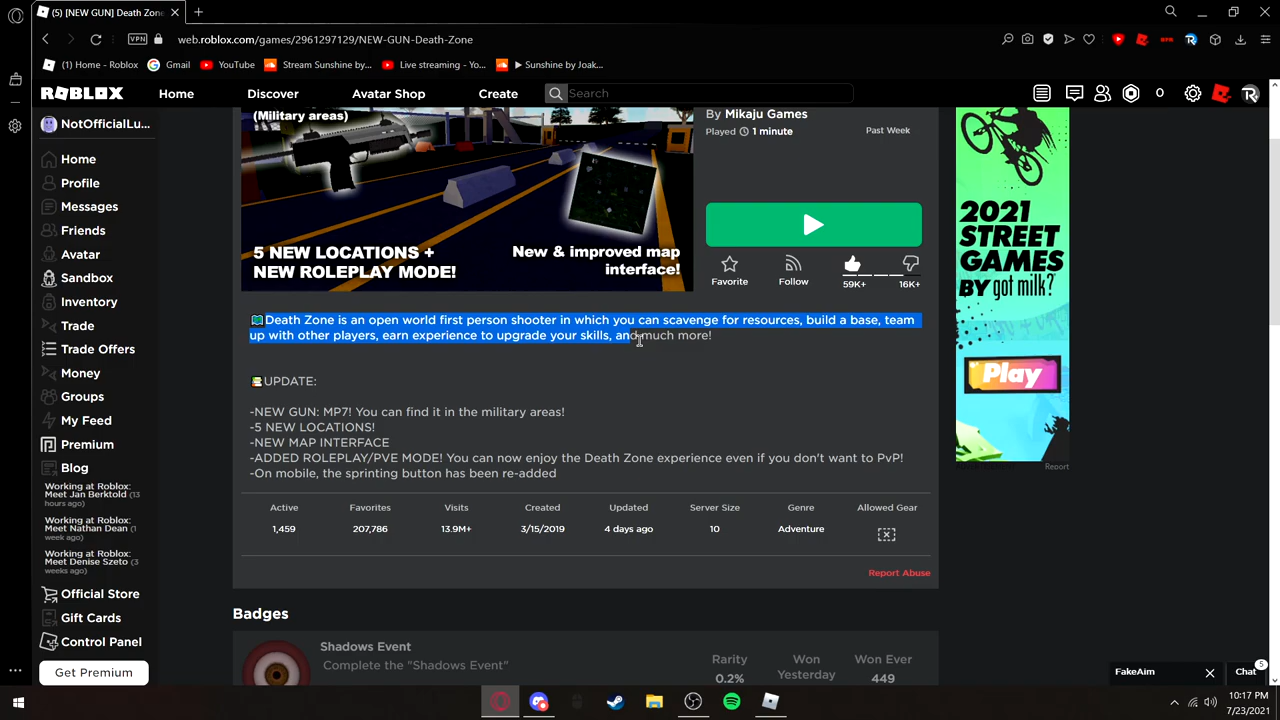 (5) [NEW GUN] Death Zone
VPN
web.roblox.com/games/2961297129/NEW-GUN-Death-Zone
(1) Home - Roblox
Gmail
YouTube
Stream Sunshine by...
Live streaming - Yo...
Sunshine by Joak...
ROBLOX
Home
Discover
Avatar Shop
Create
Search
0
NotOfficialLu...
Home
Profile
Messages
Friends
Avatar
Sandbox
Inventory
Trade
Trade Offers
Money
Groups
My Feed
Premium
Blog
Working at Roblox:
Meet Jan Berktold (13
hours ago)
Working at Roblox:
Meet Nathan Dean (1
week ago)
Working at Roblox:
Meet Denise Szeto (3
weeks ago)
Official Store
Gift Cards
Control Panel
Get Premium
(Military areas)
5 NEW LOCATIONS +
NEW ROLEPLAY MODE!
New & improved map
interface!
By Mikaju Games
Played 1 minute
Past Week
Favorite
Follow
59K+
16K+
Death Zone is an open world first person shooter in which you can scavenge for resources, build a base, team
up with other players, earn experience to upgrade your skills, and much more!
UPDATE:
-NEW GUN: MP7! You can find it in the military areas!
-5 NEW LOCATIONS!
-NEW MAP INTERFACE
-ADDED ROLEPLAY/PVE MODE! You can now enjoy the Death Zone experience even if you don't want to PvP!
-On mobile, the sprinting button has been re-added
Active
Favorites
Visits
Created
Updated
Server Size
Genre
Allowed Gear
1,459
207,786
13.9M+
3/15/2019
4 days ago
10
Adventure
Report Abuse
Badges
Shadows Event
Complete the "Shadows Event"
Rarity
0.2%
Won
Yesterday
Won Ever
449
2021
STREET
GAMES
BY got milk?
Play
Report
FakeAim
Chat
5
10:17 PM
7/23/2021